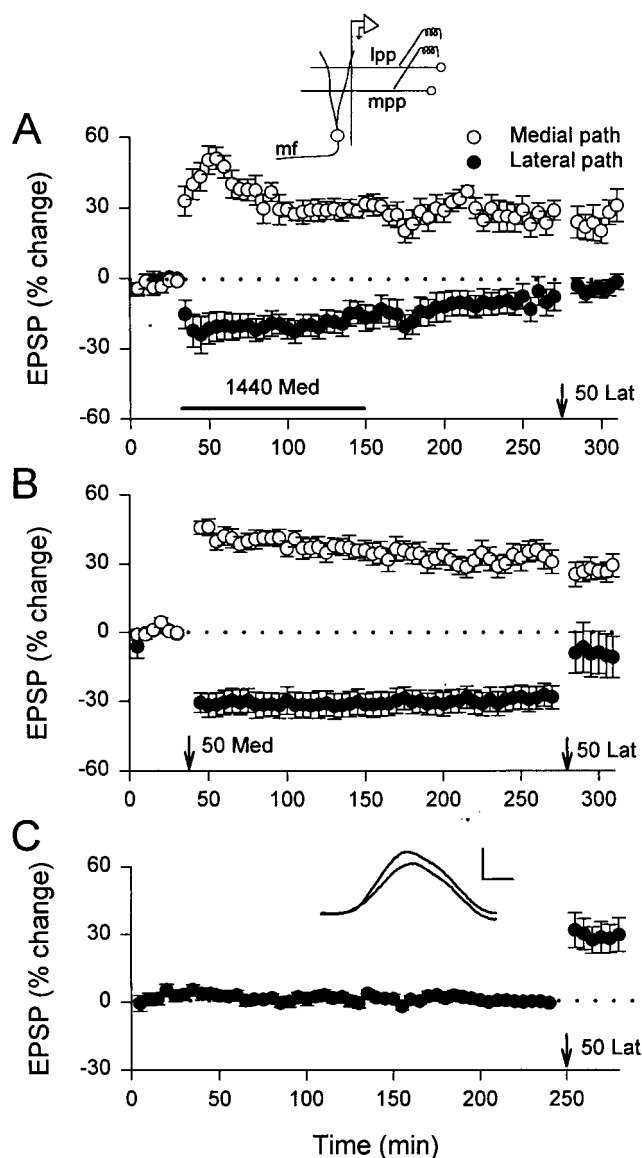 lpp
mpp
mf
A
Medial path
Lateral path
EPSP (% change)
60
30
0
-30
-60
1440 Med
50 Lat
0 50 100 150 200 250 300
B
EPSP (% change)
60
30
0
-30
-60
50 Med
50 Lat
0 50 100 150 200 250 300
C
EPSP (% change)
60
30
0
-30
50 Lat
0 50 100 150 200 250
Time (min)